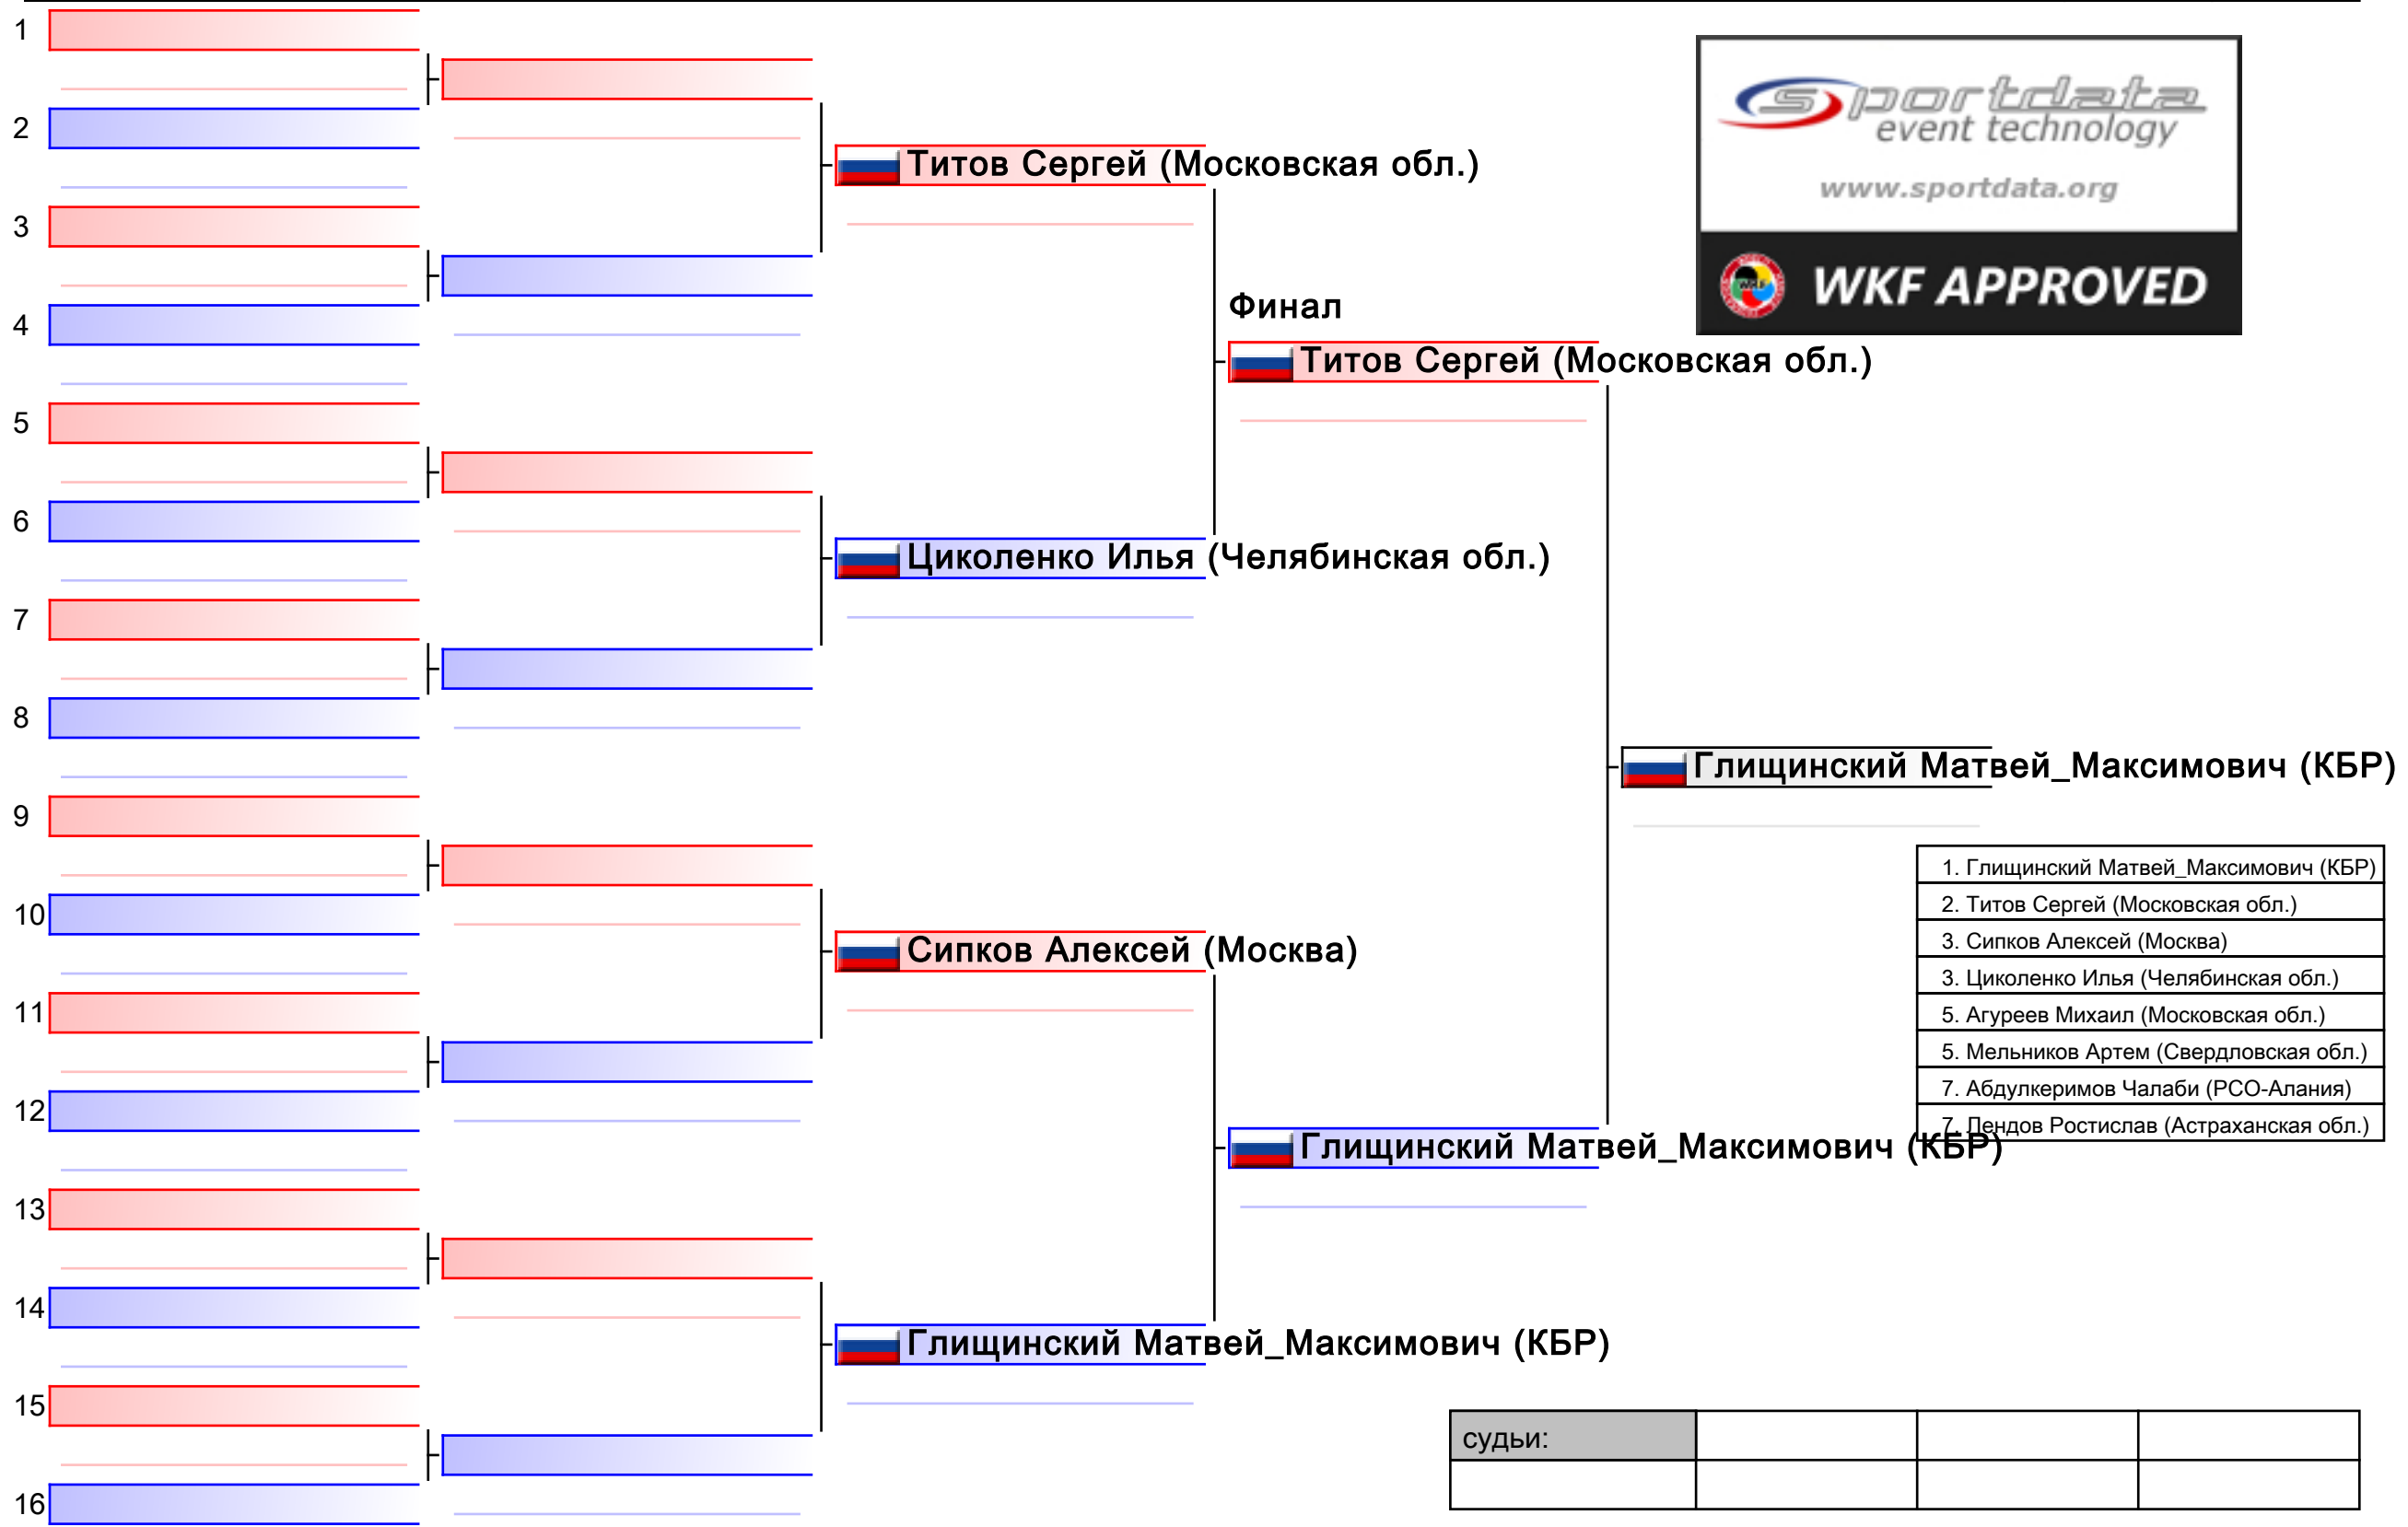 1
2
3
4
5
6
7
8
9
10
11
12
13
14
15
16
Титов Сергей (Московская обл.)
Циколенко Илья (Челябинская обл.)
Сипков Алексей (Москва)
Глищинский Матвей_Максимович (КБР)
Финал
Титов Сергей (Московская обл.)
Глищинский Матвей_Максимович (КБР)
Глищинский Матвей_Максимович (КБР)
sportdata
event technology
www.sportdata.org
WKF
WKF APPROVED
1. Глищинский Матвей_Максимович (КБР)
2. Титов Сергей (Московская обл.)
3. Сипков Алексей (Москва)
3. Циколенко Илья (Челябинская обл.)
5. Агуреев Михаил (Московская обл.)
5. Мельников Артем (Свердловская обл.)
7. Абдулкеримов Чалаби (РСО-Алания)
7. Пендов Ростислав (Астраханская обл.)
судьи: